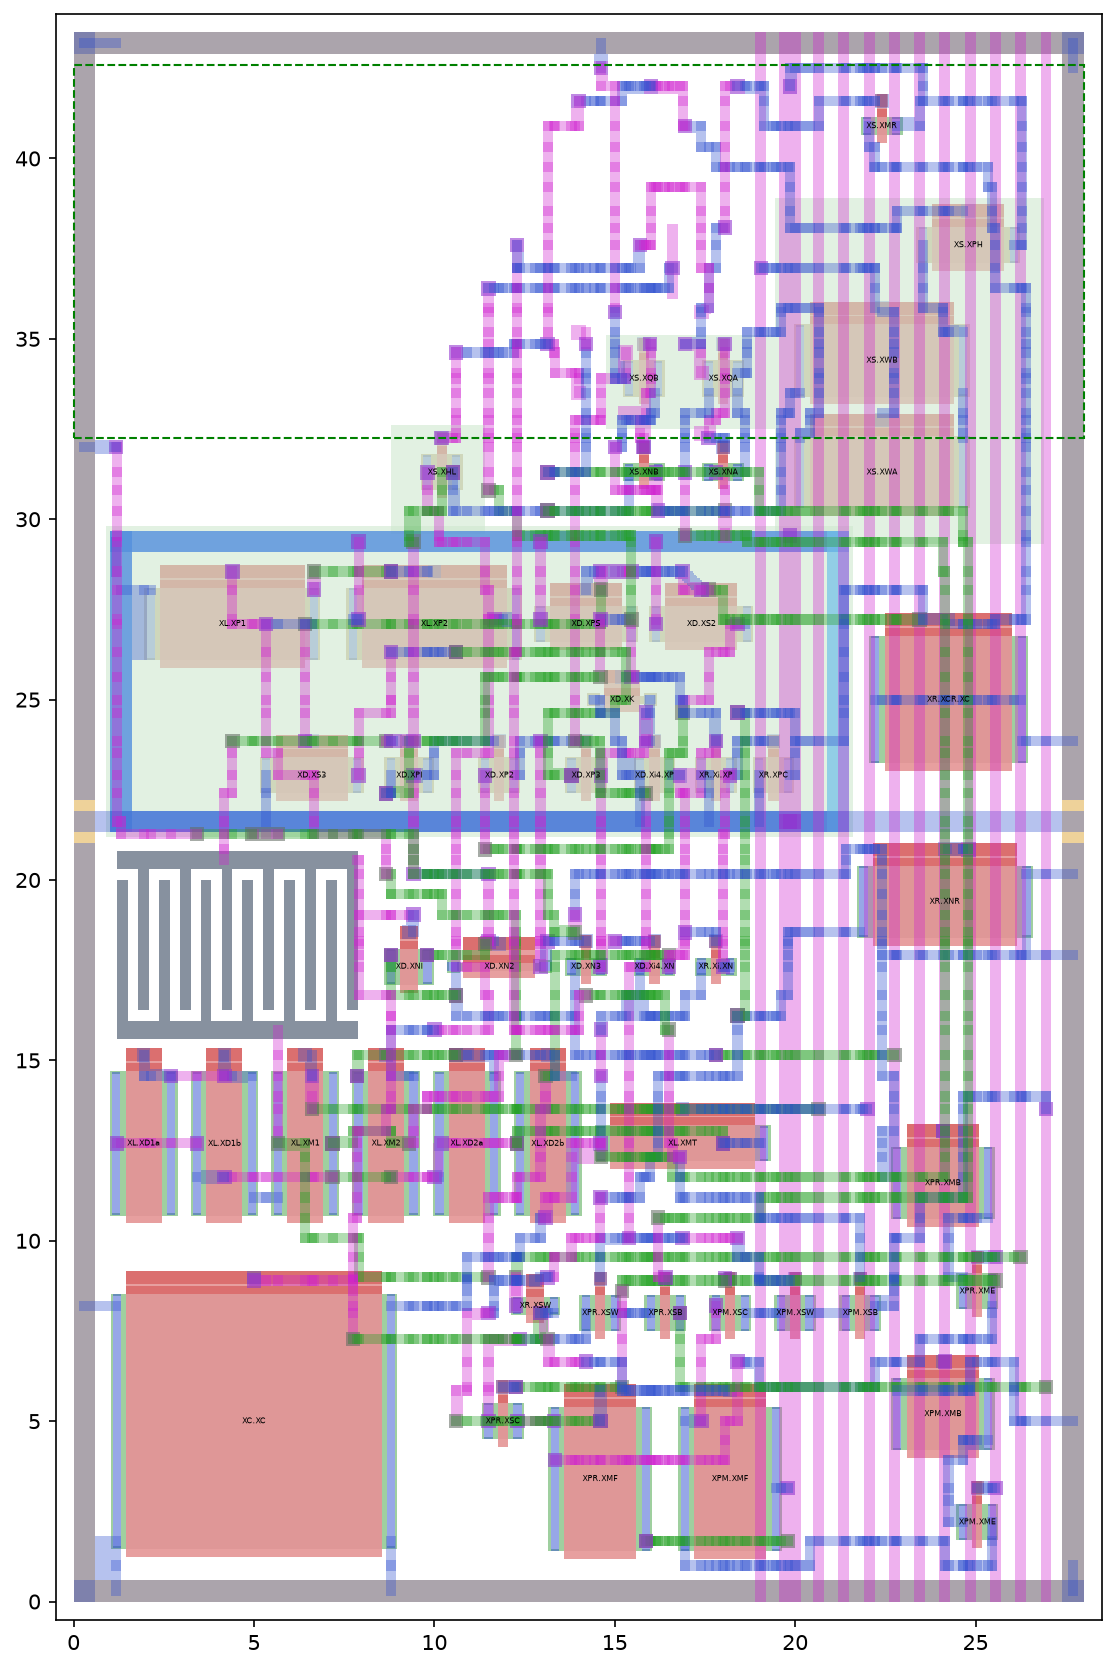 40
XS.XMR
XS.XPH
35
XS.XWB
XS.XQB
XS.XQA
XS.XHL
XS.XNB
XS.XNA
XS.XWA
30
XL.XP1
XL.XP2
XD.XPS
XD.XS2
XD.XK
XR.XCR.XC
25
XD.XS3
XD.XPI
XD.XP2
XD.XP3
XD.Xi4.XP
XR.Xi.XP
XR.XPC
20
XR.XNR
XD.XNI
XD.XN2
XD.XN3
XD.Xi4.XN
XR.Xi.XN
15
XL.XD1a
XL.XD1b
XL.XM1
XL.XM2
XL.XD2a
XL.XD2b
XL.XMT
XPR.XMB
10
XPR.XME
XR.XSW
XPR.XSW
XPR.XSB
XPM.XSC
XPM.XSW
XPM.XSB
5
XC.XC
XPR.XSC
XPM.XMB
XPR.XMF
XPM.XMF
XPM.XME
0
0 5 10 15 20 25